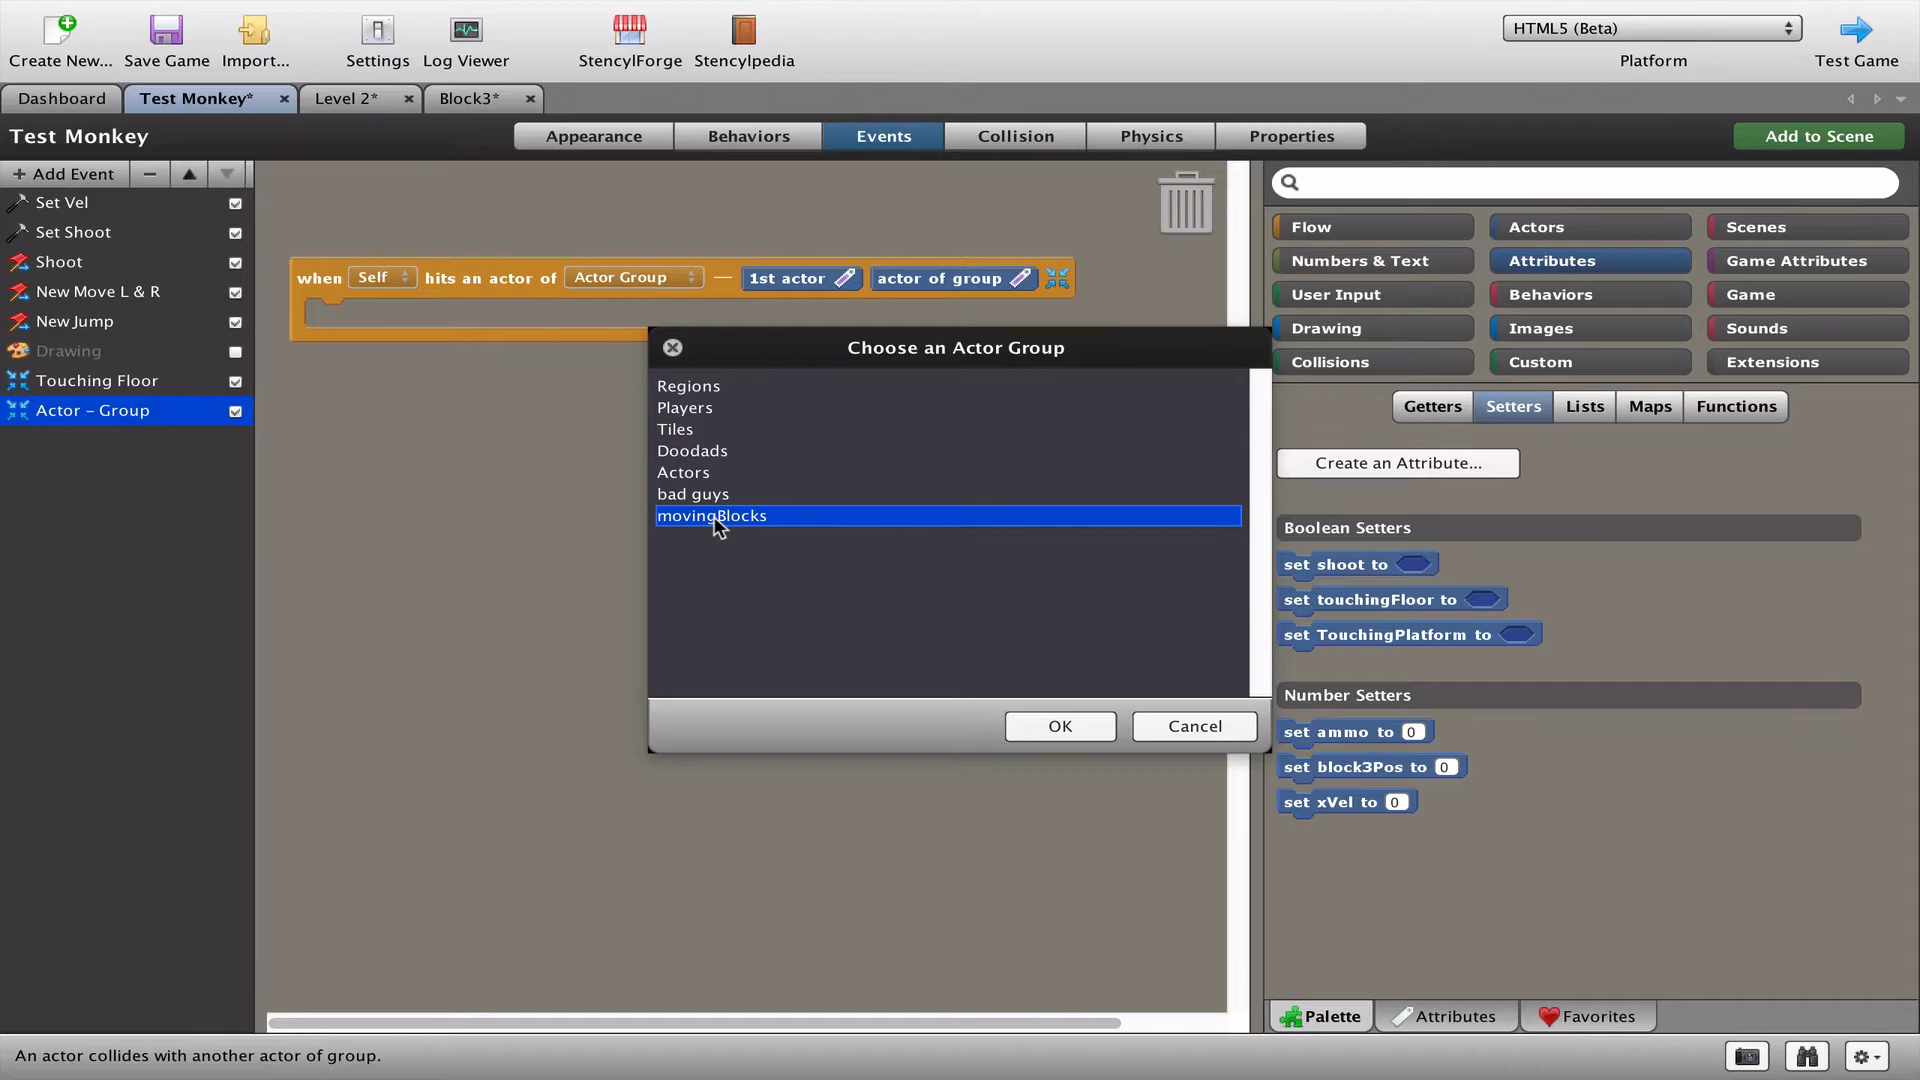 Create New...
Save Game
Import...
Settings
Log Viewer
StencylForge
Stencylpedia
HTML5 (Beta)
Platform
Test Game
Dashboard
Test Monkey*
Level 2*
Block3*
Test Monkey
Appearance
Behaviors
Events
Collision
Physics
Properties
Add to Scene
+ Add Event
Set Vel
Set Shoot
Shoot
New Move L & R
New Jump
Drawing
Touching Floor
Actor – Group
when Self hits an actor of Actor Group — 1st actor actor of group
Choose an Actor Group
Regions
Players
Tiles
Doodads
Actors
bad guys
movingBlocks
OK
Cancel
Flow
Actors
Scenes
Numbers & Text
Attributes
Game Attributes
User Input
Behaviors
Game
Drawing
Images
Sounds
Collisions
Custom
Extensions
Getters
Setters
Lists
Maps
Functions
Create an Attribute...
Boolean Setters
set shoot to
set touchingFloor to
set TouchingPlatform to
Number Setters
set ammo to 0
set block3Pos to 0
set xVel to 0
Palette
Attributes
Favorites
An actor collides with another actor of group.